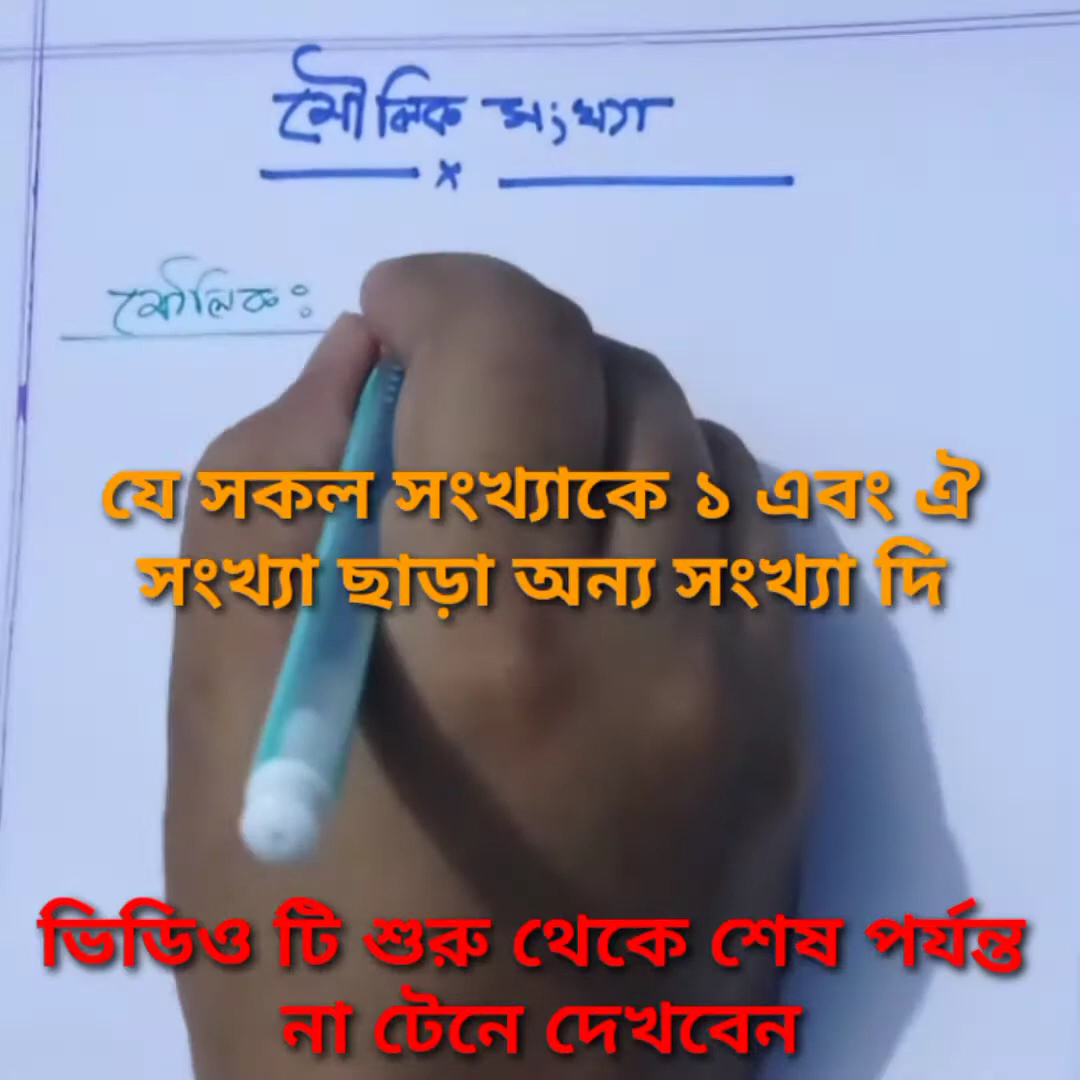 মৌলিক সংখ্যা
x
মৌলিক :
যে সকল সংখ্যাকে ১ এবং ঐ
সংখ্যা ছাড়া অন্য সংখ্যা দি
ভিডিও টি শুরু থেকে শেষ পর্যন্ত
না টেনে দেখবেন